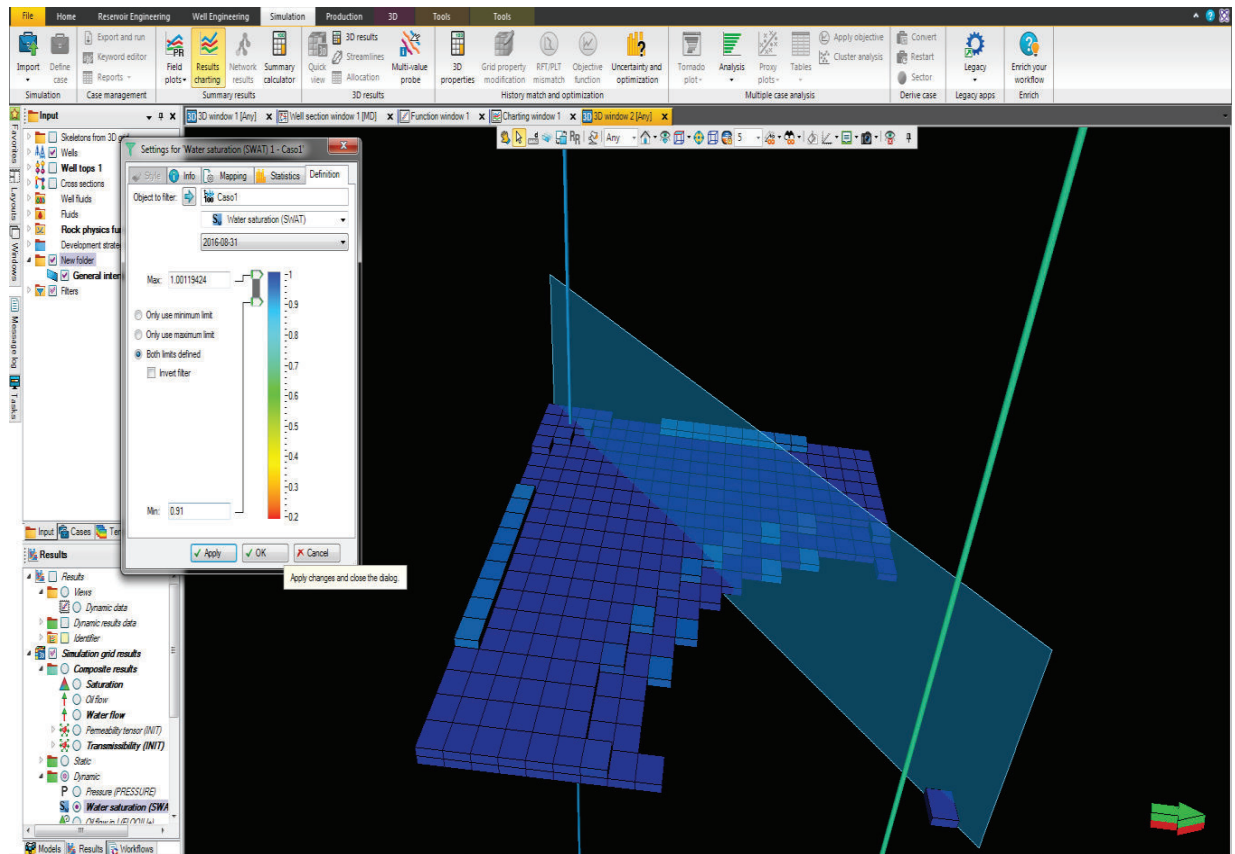 File Home Reservoir Engineering Well Engineering Simulation Production 3D Tools Tools
Import Define case Export and run Keyword editor Reports
Simulation Case management
PR Field plots Results charting Network results Summary calculator
Summary results
Quick view 3D results Streamlines Allocation Multi-value probe
3D results
3D properties Grid property modification RFT/PLT mismatch Objective function Uncertainty and optimization
History match and optimization
Tornado plot Analysis Proxy plots Tables Apply objective Cluster analysis
Multiple case analysis
Convert Restart Sector
Derive case
Legacy
Legacy apps
Enrich your workflow
Enrich
Favorites
Layouts
Windows
Message log
Tasks
Input
3D window 1 [Any] Well section window 1 [MD] Function window 1 Charting window 1 3D window 2 [Any]
Any 5
Skeletons from 3D
Wells
Well tops 1
Cross sections
Well fluids
Fluids
Rock physics fu
Development strate
New folder
General inter
Filters
Settings for 'Water saturation (SWAT) 1 - Caso1'
Style Info Mapping Statistics Definition
Object to filter: Caso1
Water saturation (SWAT)
2016-08-31
Max: 1.00119424
Only use minimum limit
Only use maximum limit
Both limits defined
Invert filter
Min: 0.91
1
0.9
0.8
0.7
0.6
0.5
0.4
0.3
0.2
Apply OK Cancel
Apply changes and close the dialog.
Input Cases
Results
Results
Views
Dynamic data
Dynamic results data
Identifier
Simulation grid results
Composite results
Saturation
Oil flow
Water flow
Permeability tensor (INIT)
Transmissibility (INIT)
Static
Dynamic
P Pressure (PRESSURE)
Water saturation (SWA
Models Results Workflows